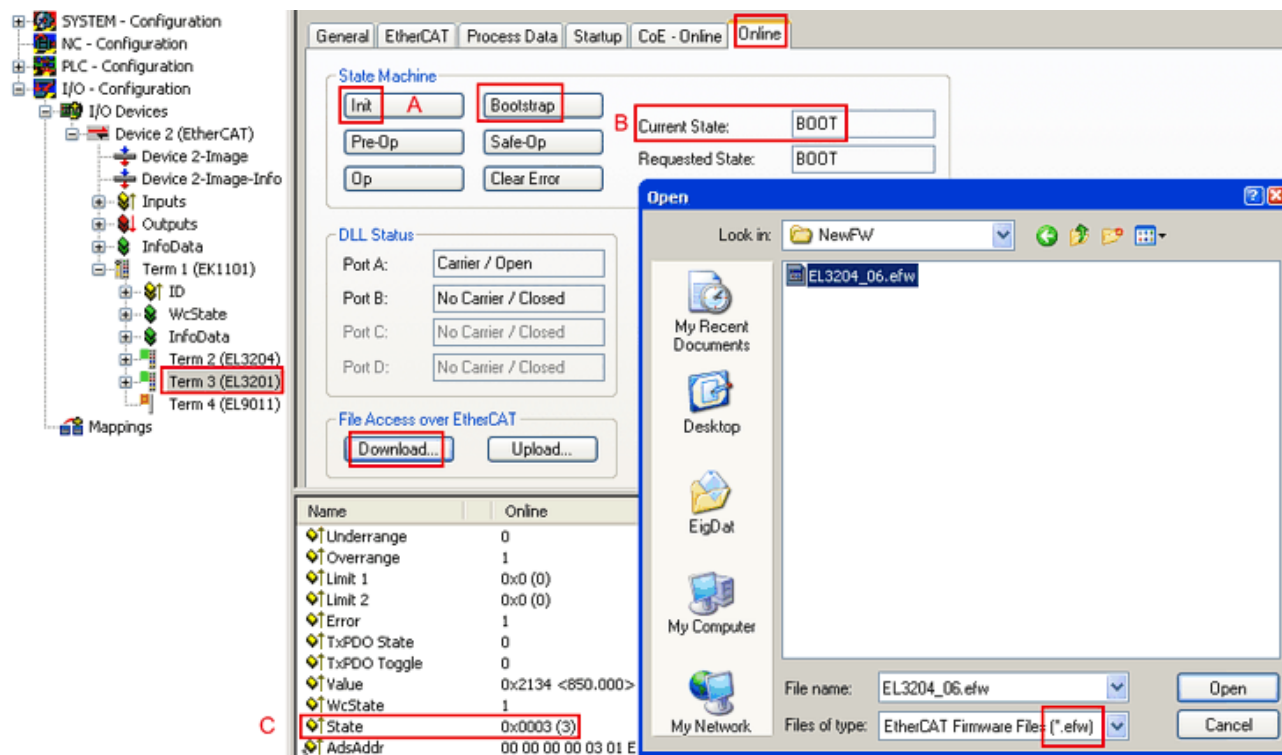 SYSTEM - Configuration
NC - Configuration
PLC - Configuration
I/O - Configuration
I/O Devices
Device 2 (EtherCAT)
Device 2-Image
Device 2-Image-Info
Inputs
Outputs
InfoData
Term 1 (EK1101)
ID
WcState
InfoData
Term 2 (EL3204)
Term 3 (EL3201)
Term 4 (EL9011)
Mappings
General EtherCAT Process Data Startup CoE - Online Online
State Machine
Init A Bootstrap
Pre-Op Safe-Op
Op Clear Error
B Current State: BOOT
Requested State: BOOT
DLL Status
Port A: Carrier / Open
Port B: No Carrier / Closed
Port C: No Carrier / Closed
Port D: No Carrier / Closed
File Access over EtherCAT
Download... Upload...
Name Online
Underrange 0
Overrange 1
Limit 1 0x0 (0)
Limit 2 0x0 (0)
Error 1
TxPDO State 0
TxPDO Toggle 0
Value 0x2134 <850.000>
WcState 1
C State 0x0003 (3)
AdsAddr 00 00 00 00 03 01 E
Open
Look in: NewFW
EL3204_06.efw
My Recent
Documents
Desktop
EigDat
My Computer
My Network
File name: EL3204_06.efw Open
Files of type: EtherCAT Firmware Files (*.efw) Cancel